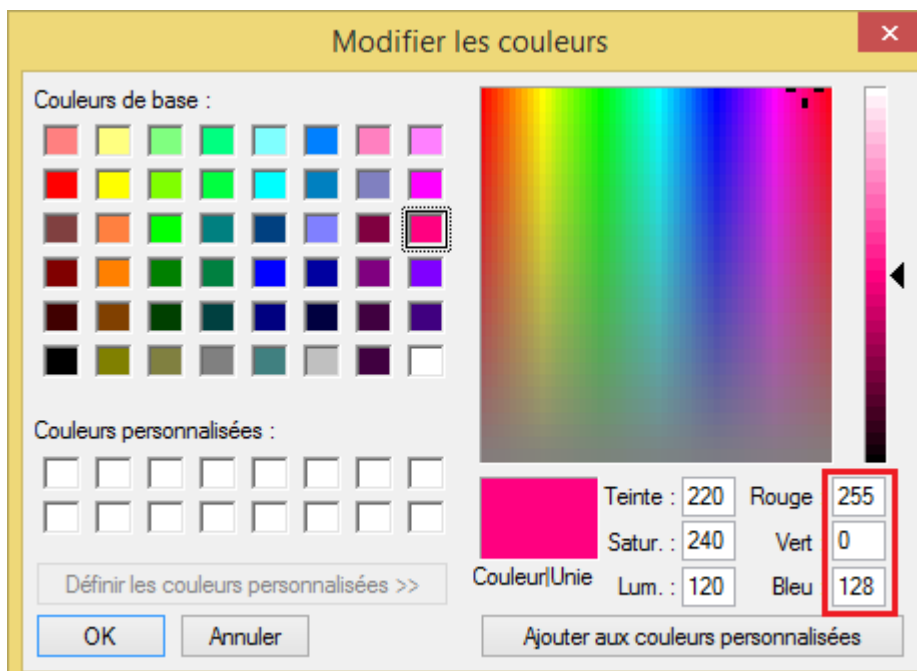 Modifier les couleurs
Couleurs de base :
Couleurs personnalisées :
Teinte : 220 Rouge 255
Satur. : 240 Vert 0
Couleur|Unie Lum. : 120 Bleu 128
Définir les couleurs personnalisées >>
OK Annuler Ajouter aux couleurs personnalisées